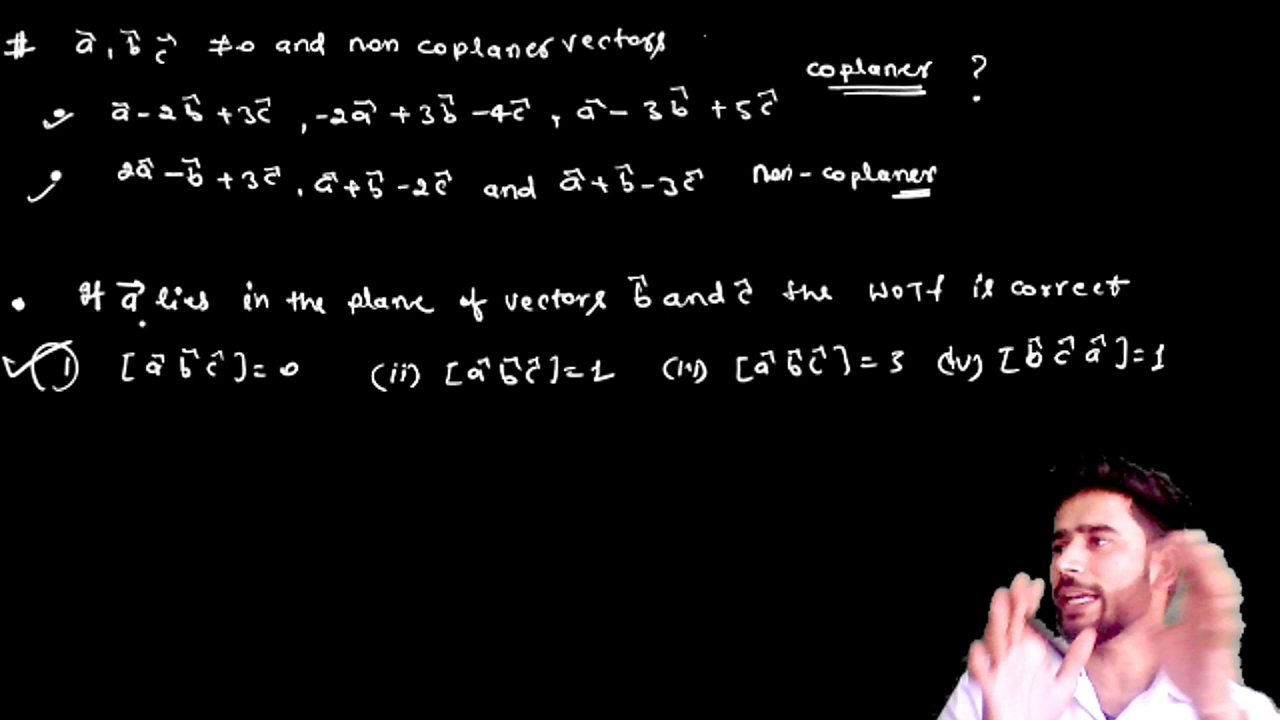 # a⃗, b⃗ c⃗ ≠0 and non coplaner vectors
coplaner ?
a⃗ - 2b⃗ + 3c⃗ , -2a⃗ + 3b⃗ - 4c⃗ , a⃗ - 3b⃗ + 5c⃗
2a⃗ - b⃗ + 3c⃗ , a⃗ + b⃗ - 2c⃗ and a⃗ + b⃗ - 3c⃗ non-coplaner
• If a⃗ lies in the plane of vectors b⃗ and c⃗ the WOTF is correct
(i) [a⃗ b⃗ c⃗] = 0 (ii) [a⃗ b⃗ c⃗] = 1 (iii) [a⃗ b⃗ c⃗] = 3 (iv) [b⃗ c⃗ a⃗] = 1